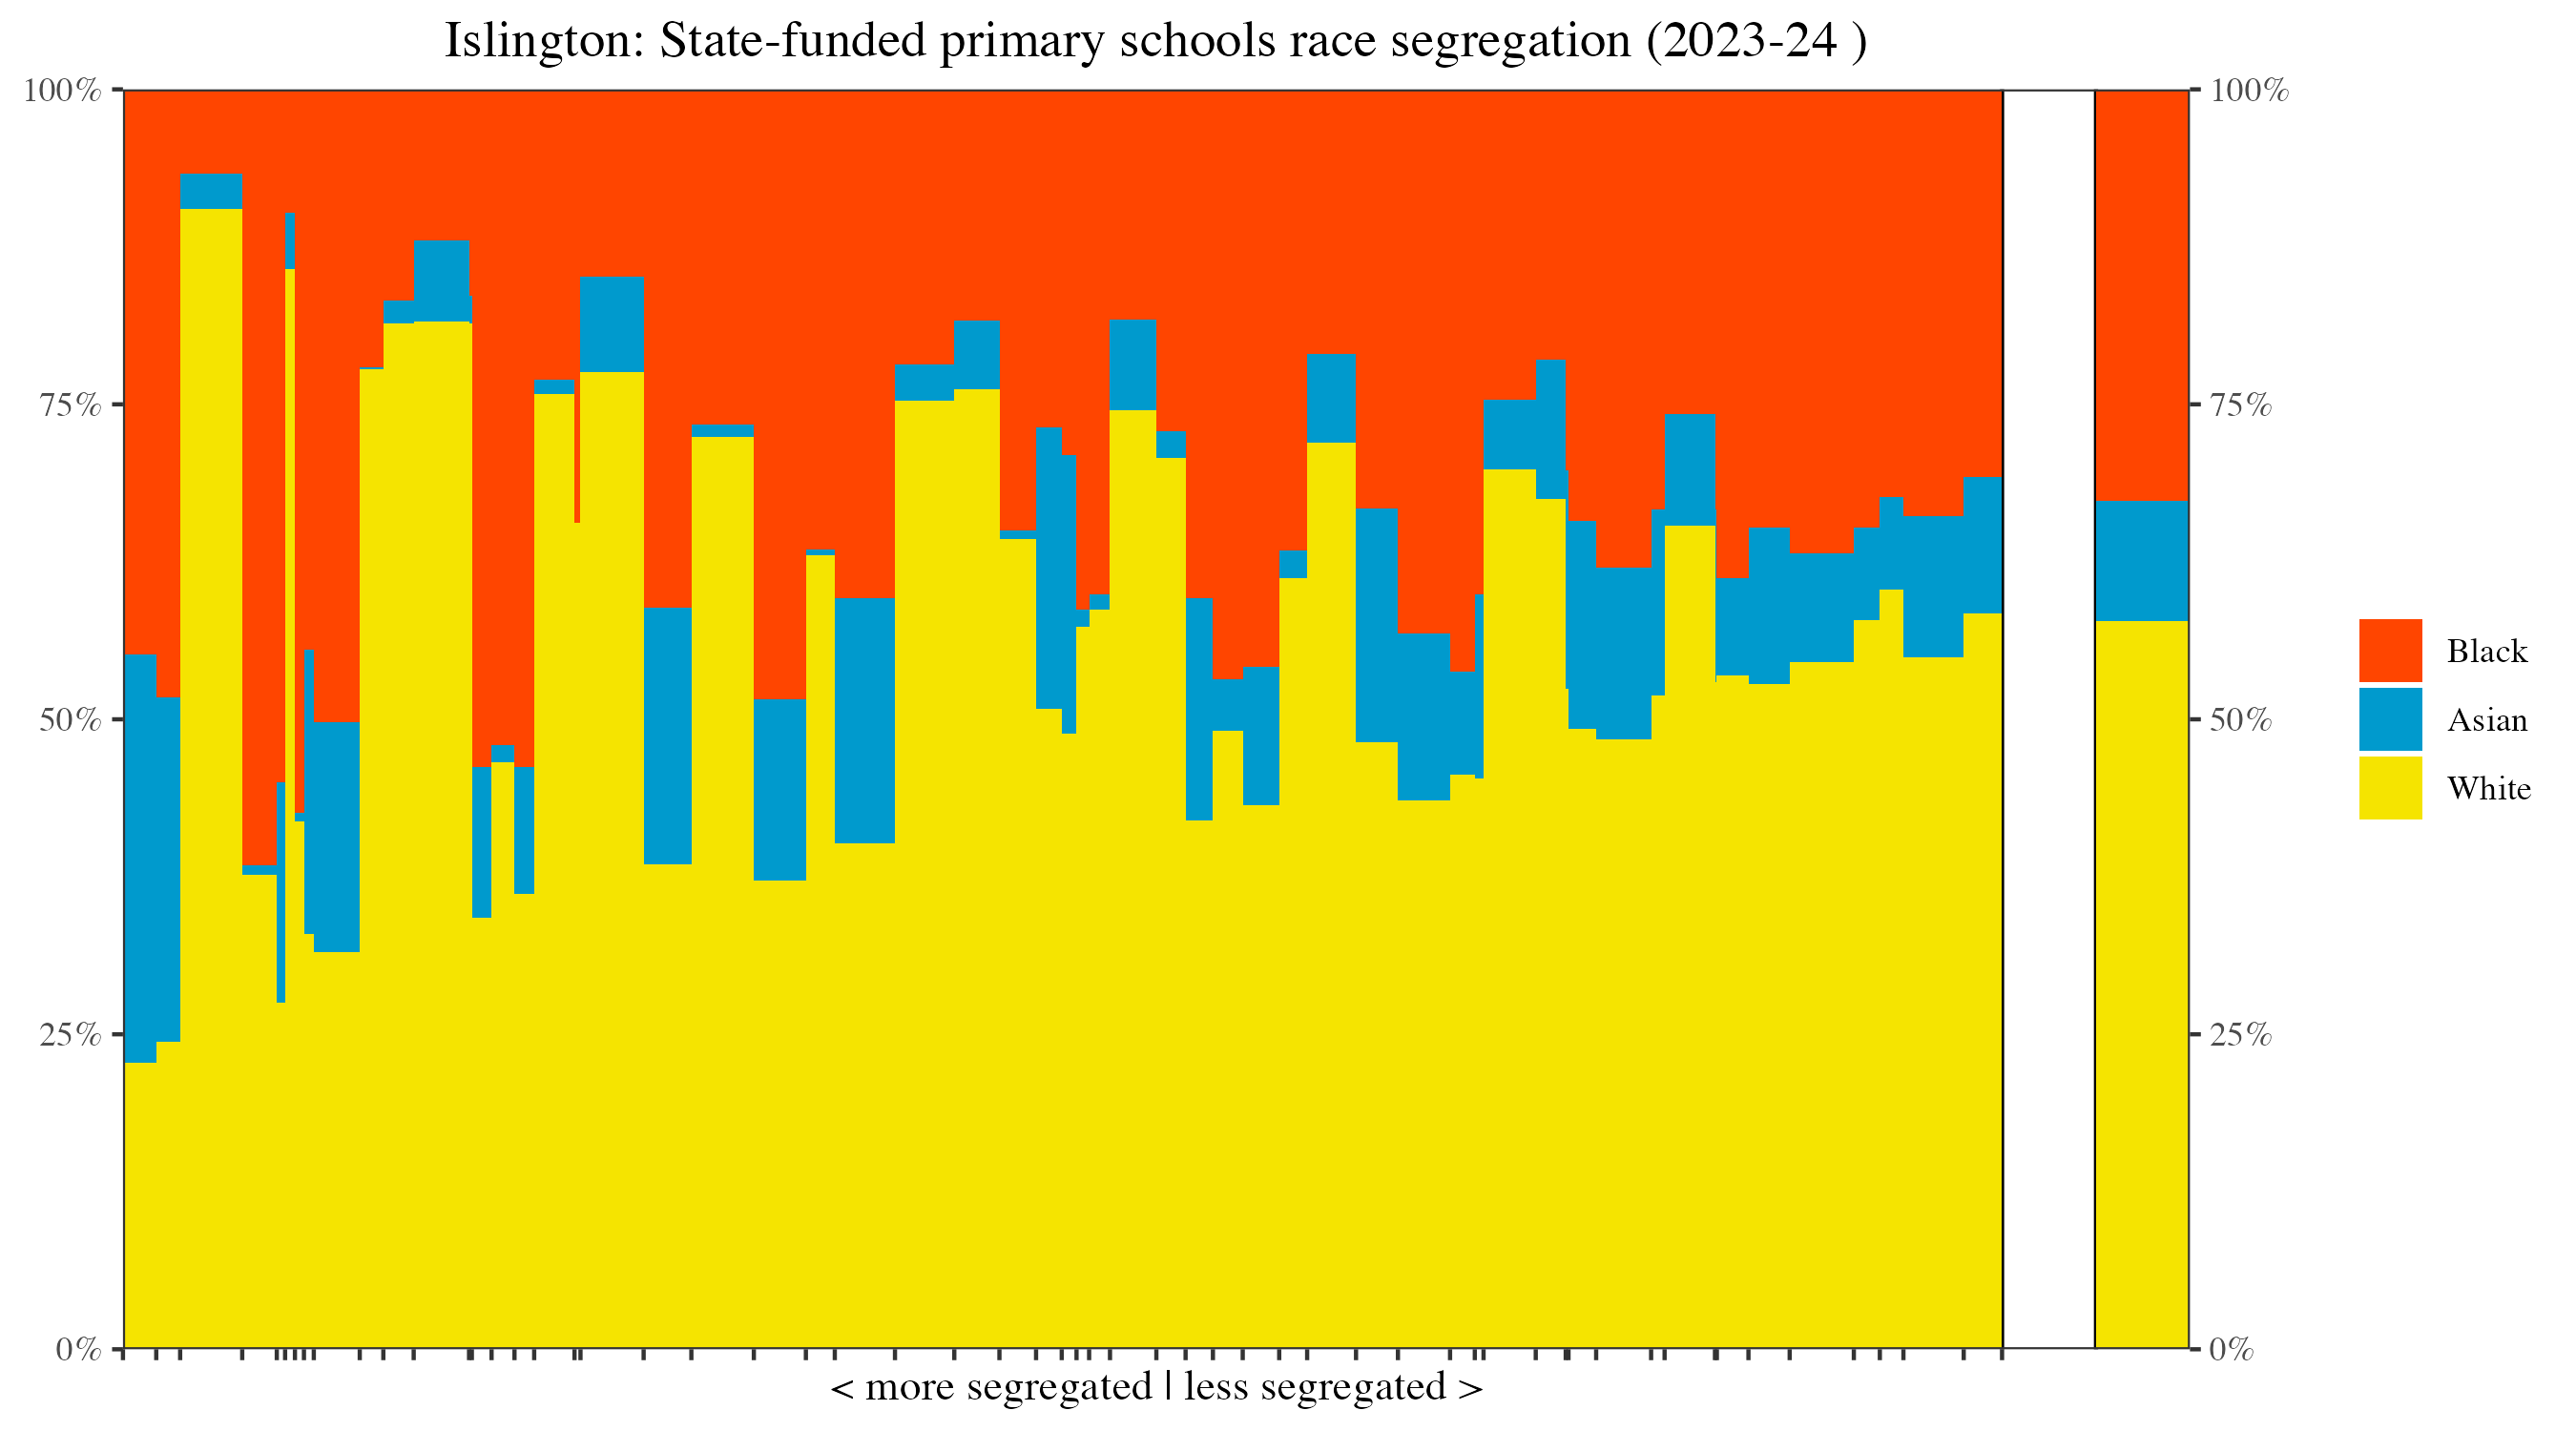 Islington: State-funded primary schools race segregation (2023-24 )
100%
75%
50%
25%
0%
100%
75%
50%
25%
0%
Black
Asian
White
< more segregated | less segregated >